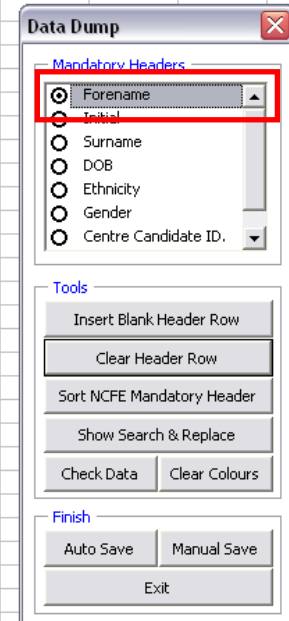 Data Dump
Mandatory Headers
Forename
Initial
Surname
DOB
Ethnicity
Gender
Centre Candidate ID.
Tools
Insert Blank Header Row
Clear Header Row
Sort NCFE Mandatory Header
Show Search & Replace
Check Data Clear Colours
Finish
Auto Save Manual Save
Exit